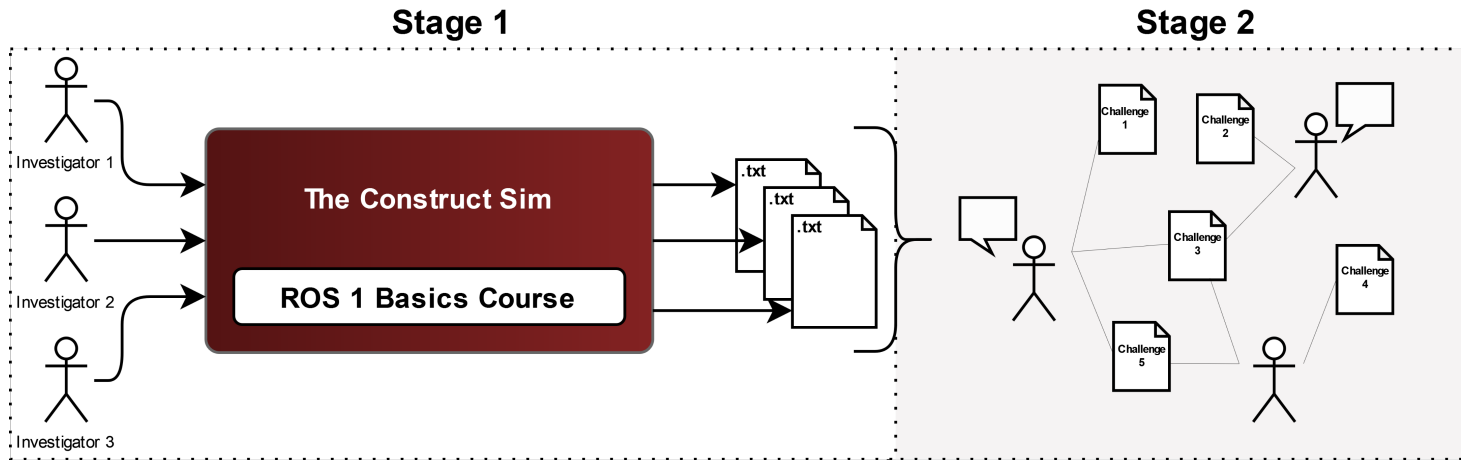 Stage 1
Stage 2
Investigator 1
Investigator 2
Investigator 3
The Construct Sim
ROS 1 Basics Course
.txt
.txt
.txt
Challenge
1
Challenge
2
Challenge
3
Challenge
4
Challenge
5